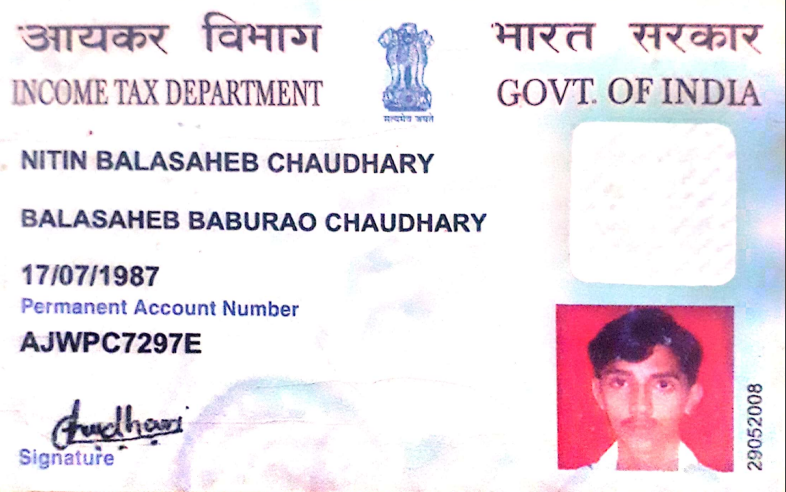 आयकर विभाग
INCOME TAX DEPARTMENT
सत्यमेव जयते
भारत सरकार
GOVT. OF INDIA
NITIN BALASAHEB CHAUDHARY
BALASAHEB BABURAO CHAUDHARY
17/07/1987
Permanent Account Number
AJWPC7297E
Chudhari
Signature
29052008